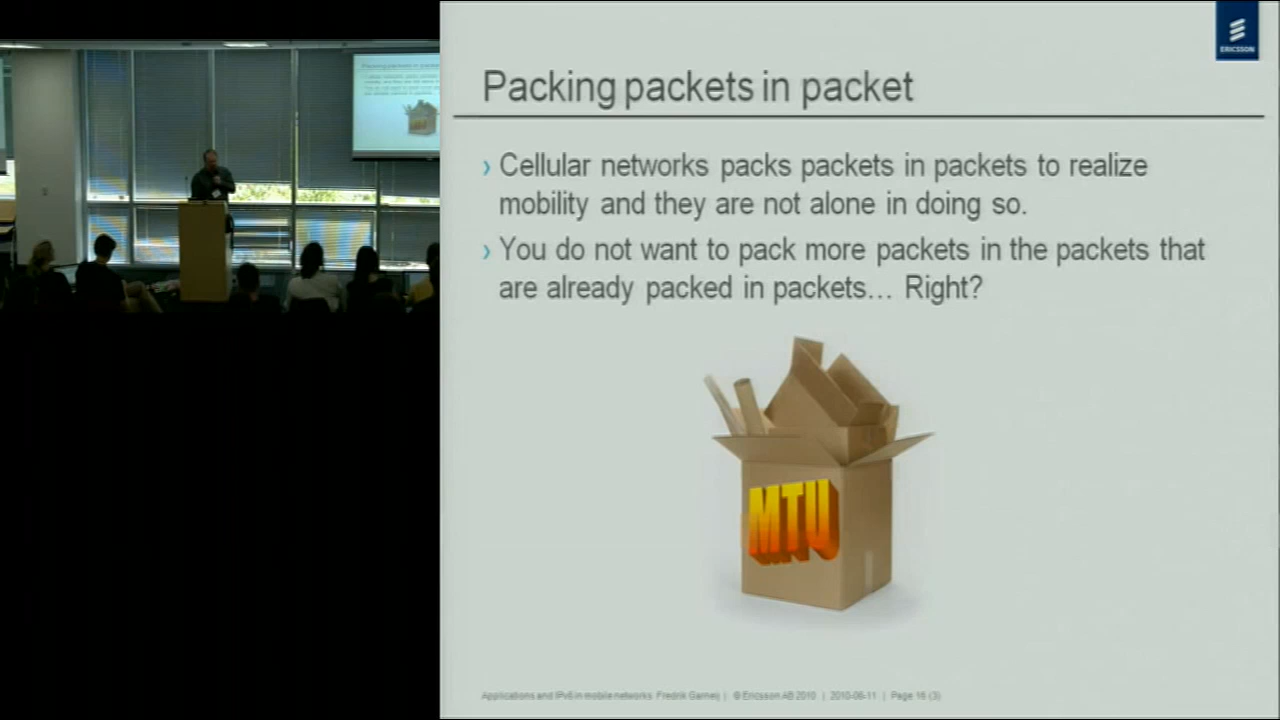 ERICSSON
Packing packets in packet
› Cellular networks packs packets in packets to realize
mobility and they are not alone in doing so.
› You do not want to pack more packets in the packets that
are already packed in packets… Right?
MTU
Applications and IPv6 in mobile networks Fredrik Garneij | © Ericsson AB 2010 | 2010-06-11 | Page 16 (3)